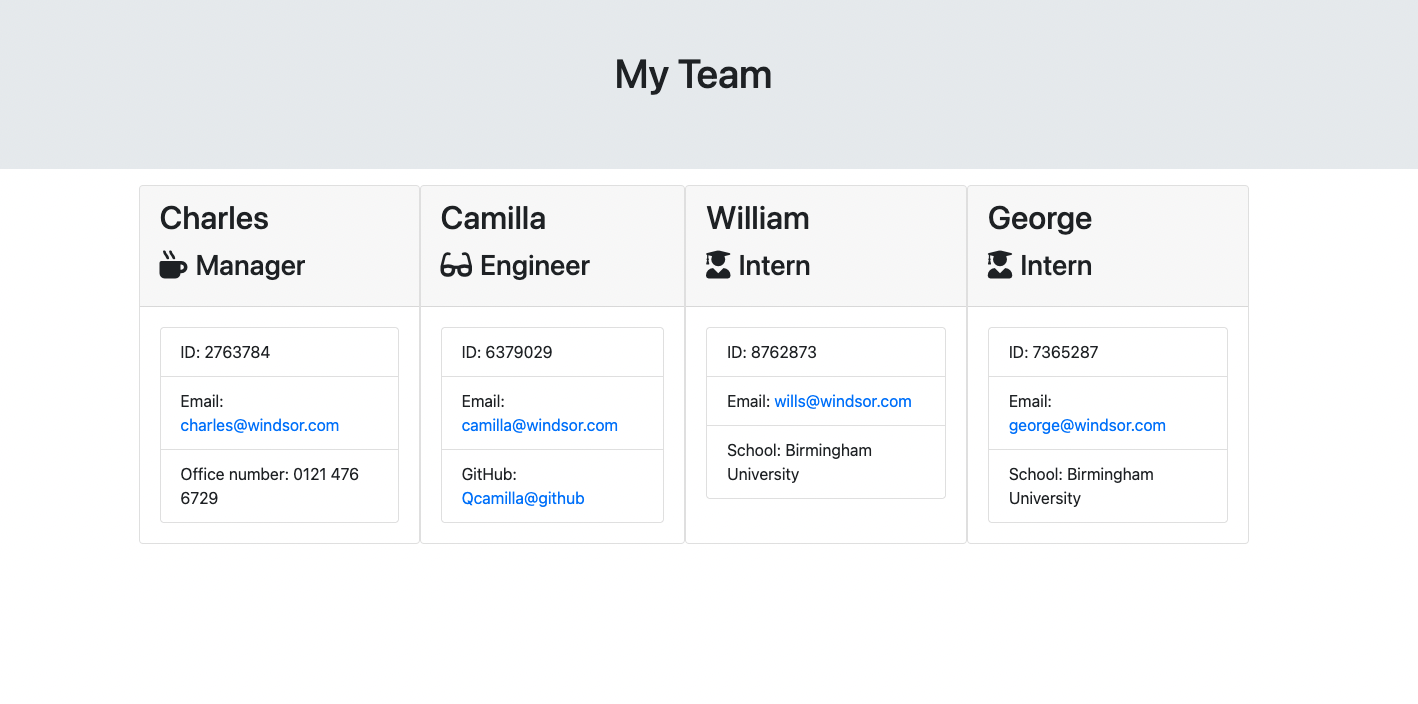 My Team
Charles
Manager
ID: 2763784
Email:
charles@windsor.com
Office number: 0121 476
6729
Camilla
Engineer
ID: 6379029
Email:
camilla@windsor.com
GitHub:
Qcamilla@github
William
Intern
ID: 8762873
Email: wills@windsor.com
School: Birmingham
University
George
Intern
ID: 7365287
Email:
george@windsor.com
School: Birmingham
University